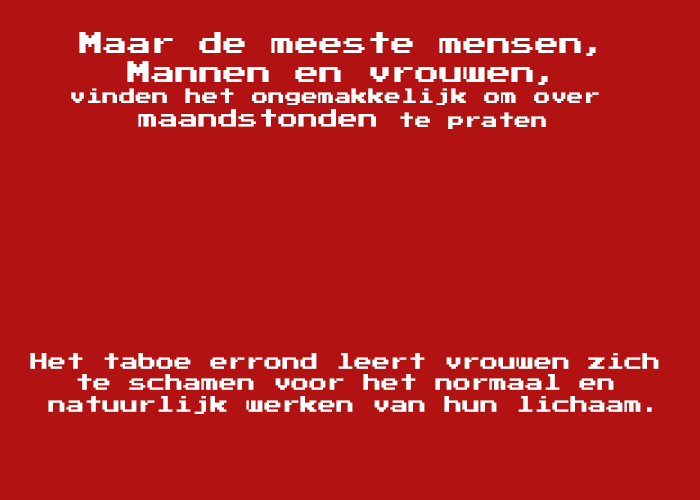 Maar de meeste mensen,
Mannen en vrouwen,
vinden het ongemakkelijk om over
maandstonden te praten
Het taboe errond leert vrouwen zich
te schamen voor het normaal en
natuurlijk werken van hun lichaam.